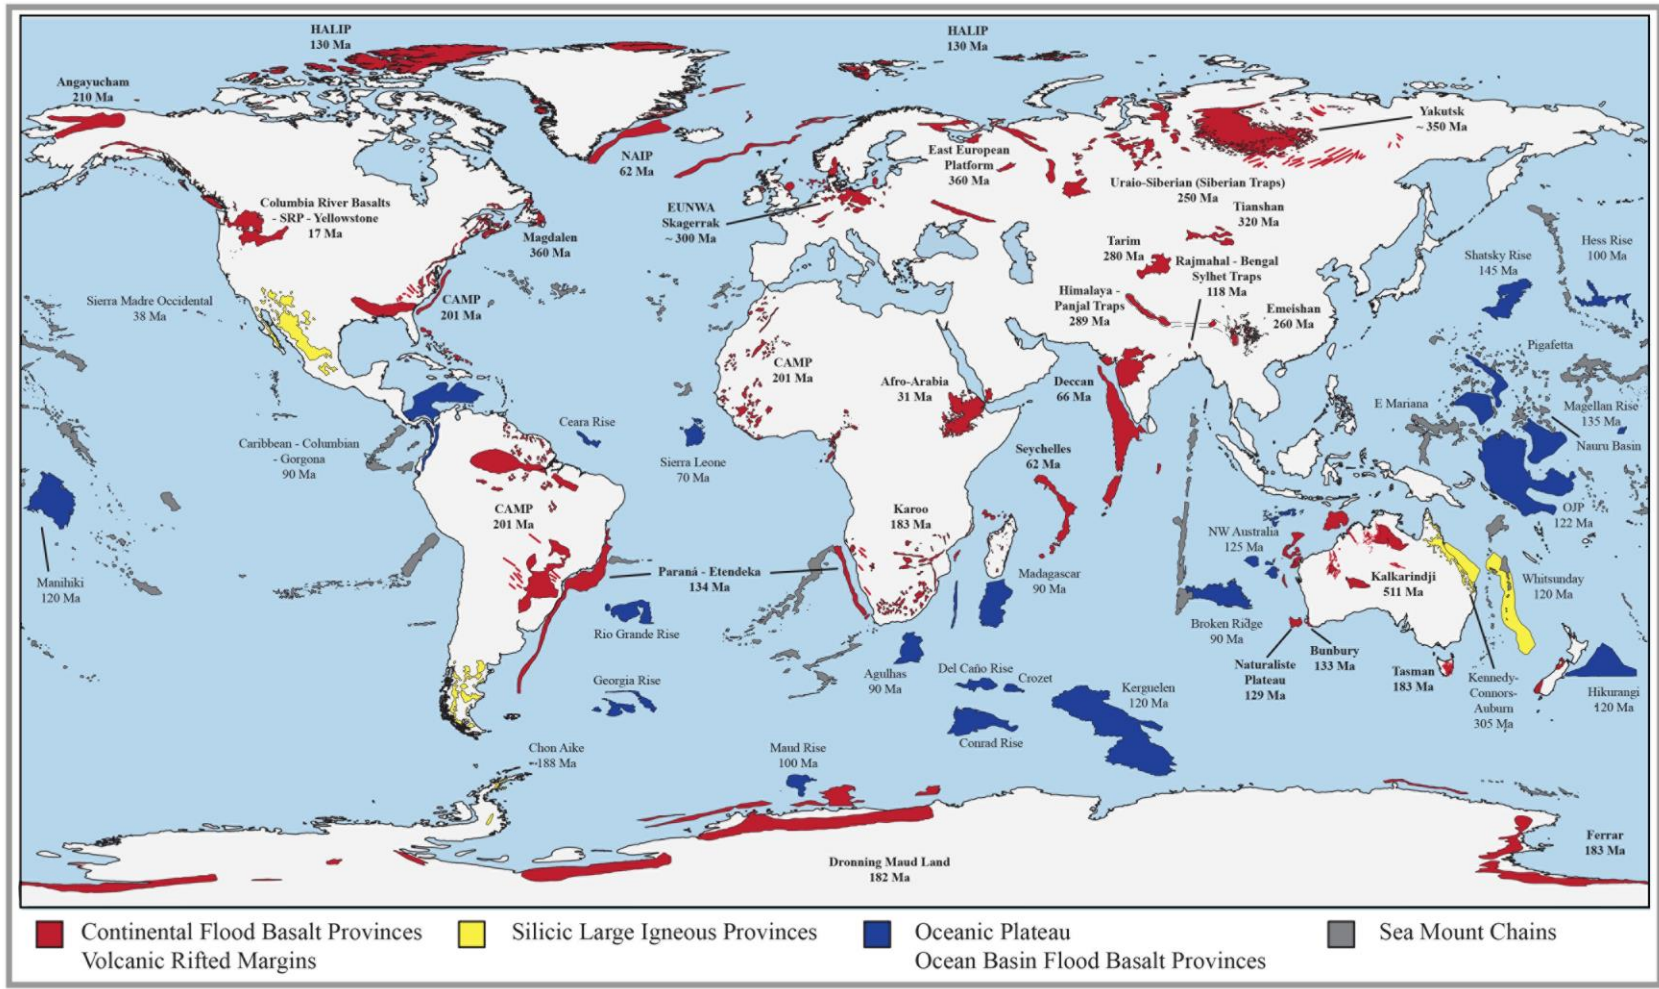 HALIP
130 Ma
HALIP
130 Ma
Angayucham
210 Ma
Yakutsk
~ 350 Ma
NAIP
62 Ma
East European
Platform
360 Ma
Uraio-Siberian (Siberian Traps)
250 Ma
Columbia River Basalts
- SRP - Yellowstone
17 Ma
EUNWA
Skagerrak
~ 300 Ma
Tianshan
320 Ma
Magdalen
360 Ma
Tarim
280 Ma
Rajmahal - Bengal
Sylhet Traps
118 Ma
Shatsky Rise
145 Ma
Hess Rise
100 Ma
Sierra Madre Occidental
38 Ma
CAMP
201 Ma
Himalaya -
Panjal Traps
289 Ma
Emeishan
260 Ma
Pigafetta
CAMP
201 Ma
Afro-Arabia
31 Ma
Deccan
66 Ma
E Mariana
Magellan Rise
135 Ma
Nauru Basin
Caribbean - Columbian
- Gorgona
90 Ma
Ceara Rise
Sierra Leone
70 Ma
Seychelles
62 Ma
CAMP
201 Ma
Karoo
183 Ma
OJP
122 Ma
NW Australia
125 Ma
Manihiki
120 Ma
Paraná - Etendeka
134 Ma
Madagascar
90 Ma
Kalkarindji
511 Ma
Whitsunday
120 Ma
Rio Grande Rise
Broken Ridge
90 Ma
Bunbury
133 Ma
Naturaliste
Plateau
129 Ma
Tasman
183 Ma
Kennedy-
Connors-
Auburn
305 Ma
Hikurangi
120 Ma
Georgia Rise
Agulhas
90 Ma
Del Caño Rise
Crozet
Kerguelen
120 Ma
Conrad Rise
Chon Aike
188 Ma
Maud Rise
100 Ma
Dronning Maud Land
182 Ma
Ferrar
183 Ma
Continental Flood Basalt Provinces
Volcanic Rifted Margins
Silicic Large Igneous Provinces
Oceanic Plateau
Ocean Basin Flood Basalt Provinces
Sea Mount Chains